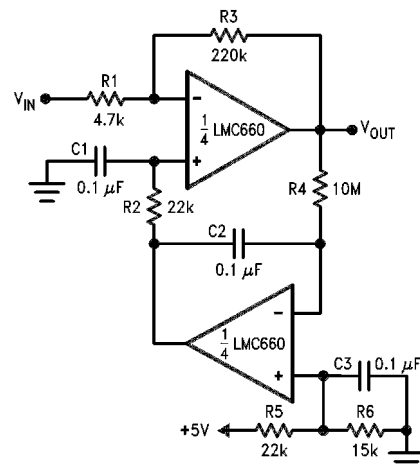 R3
220k
R1
V_IN
4.7k
-
1/4 LMC660
+
V_OUT
C1
0.1 μF
R2
22k
R4
10M
C2
0.1 μF
-
1/4 LMC660
+
C3
0.1 μF
+5V
R5
22k
R6
15k